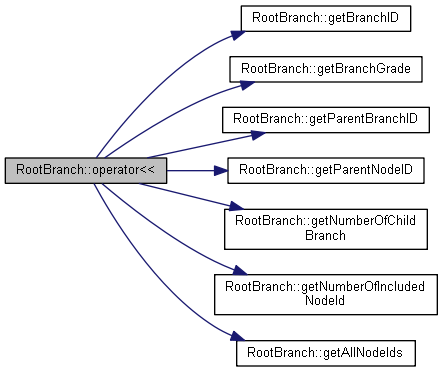 RootBranch::getBranchID
RootBranch::getBranchGrade
RootBranch::getParentBranchID
RootBranch::operator<<
RootBranch::getParentNodeID
RootBranch::getNumberOfChild
Branch
RootBranch::getNumberOfIncluded
NodeId
RootBranch::getAllNodeIds